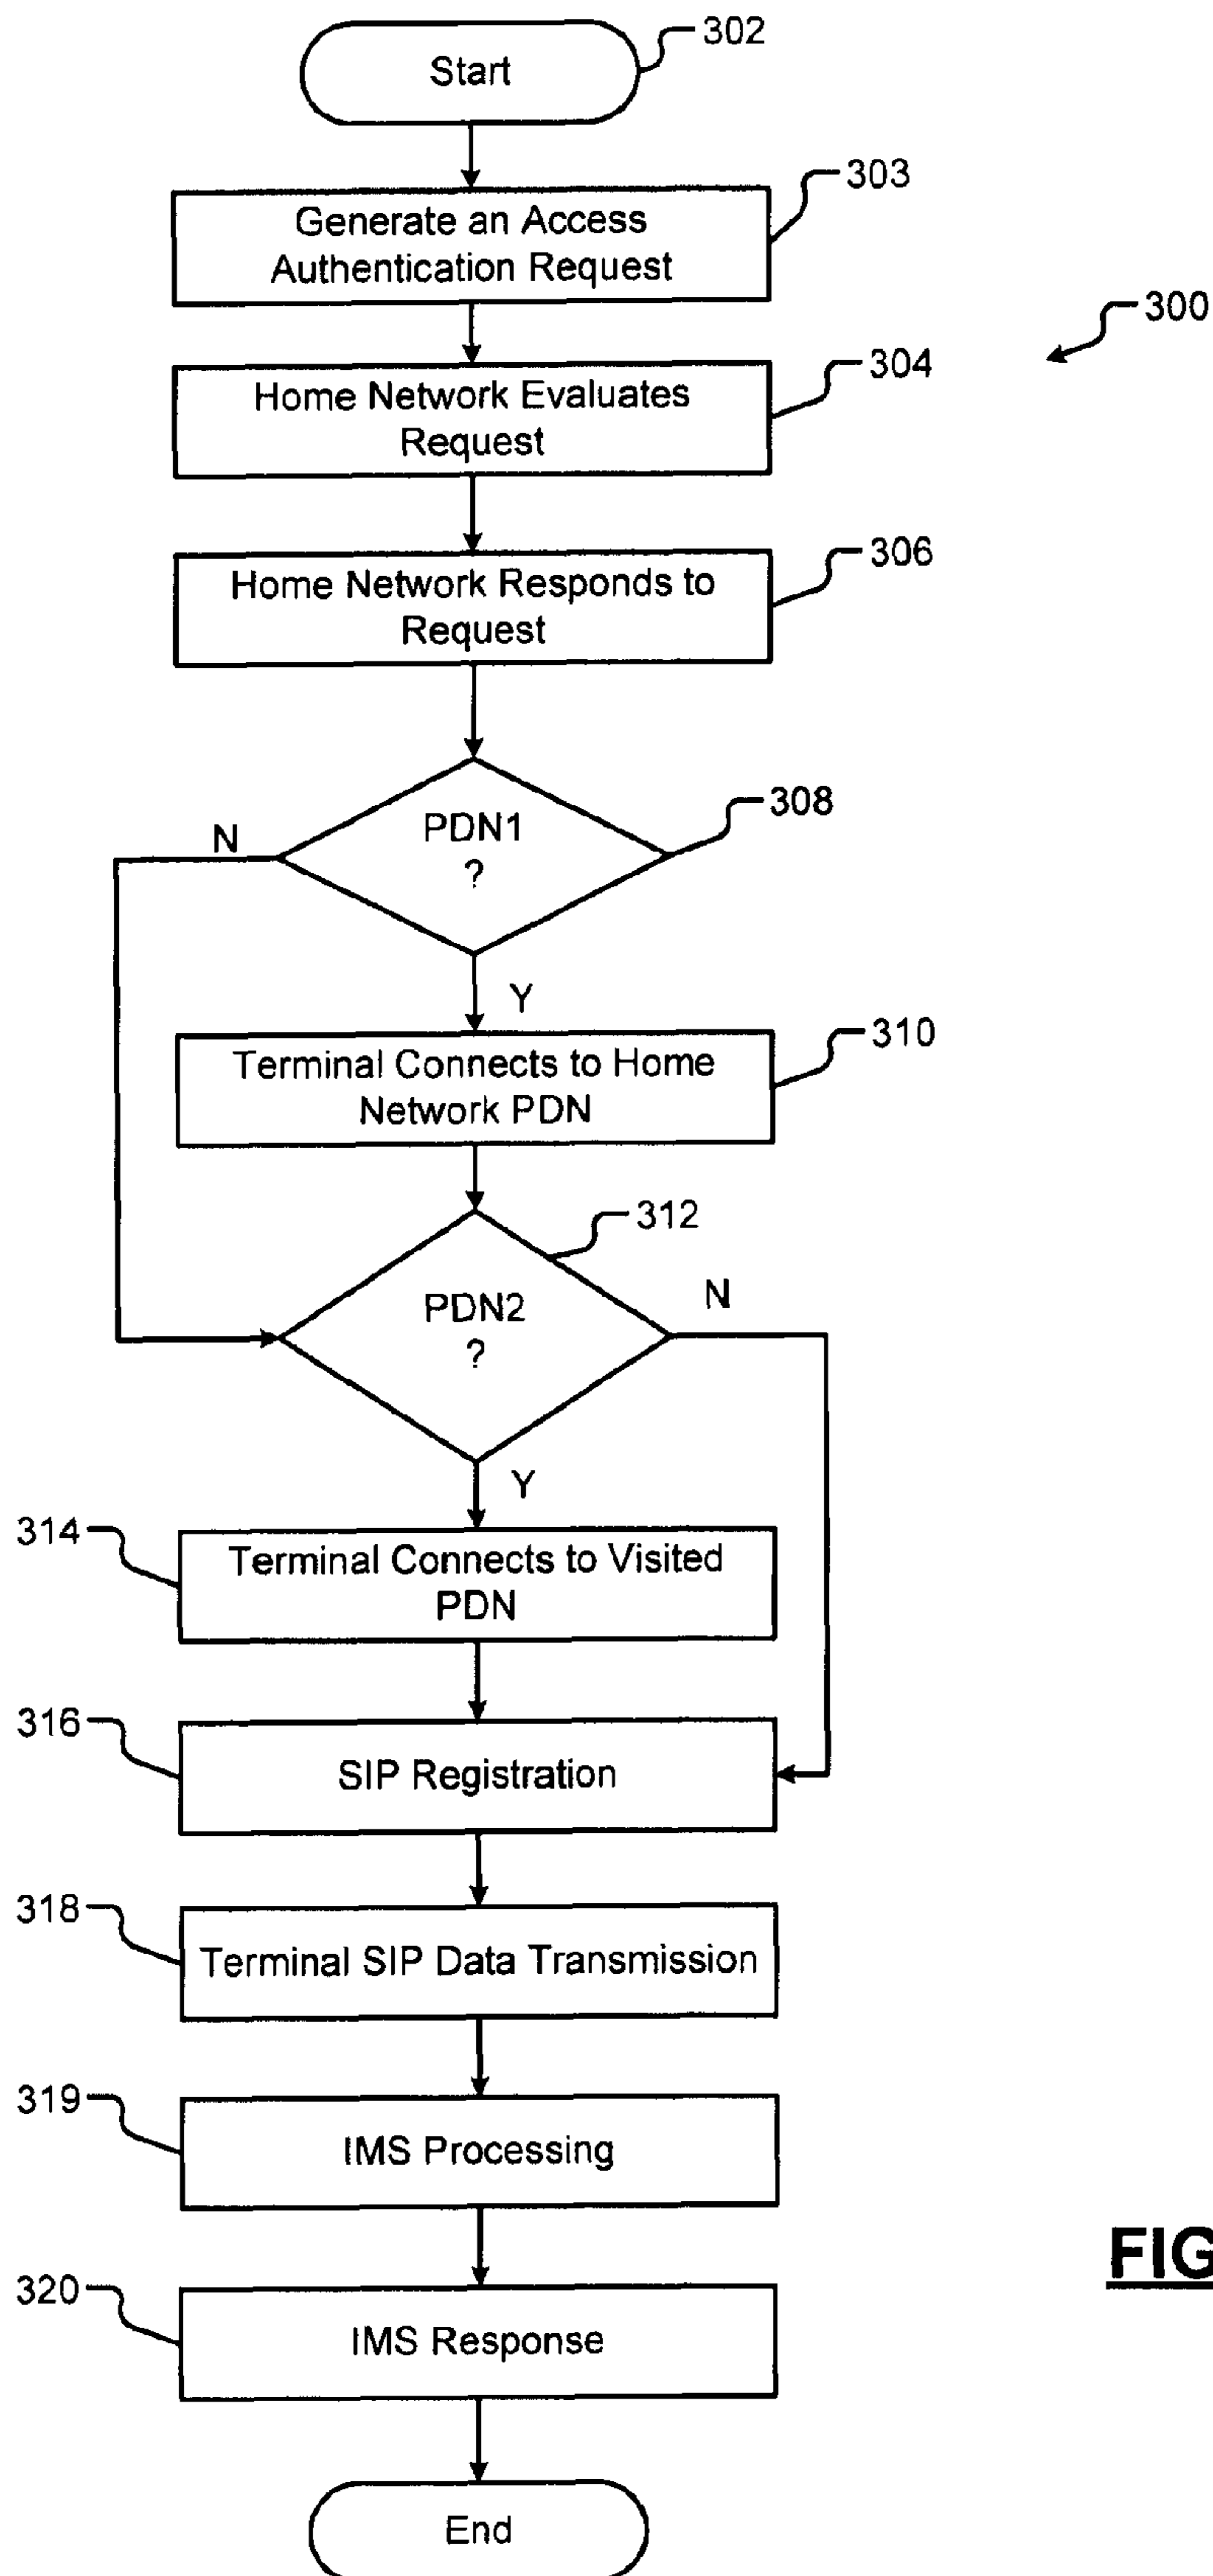 Start
302
Generate an Access
Authentication Request
303
300
Home Network Evaluates
Request
304
Home Network Responds to
Request
306
PDN1
?
308
N
Y
Terminal Connects to Home
Network PDN
310
PDN2
?
312
N
Y
314
Terminal Connects to Visited
PDN
316
SIP Registration
318
Terminal SIP Data Transmission
319
IMS Processing
FIG
320
IMS Response
End